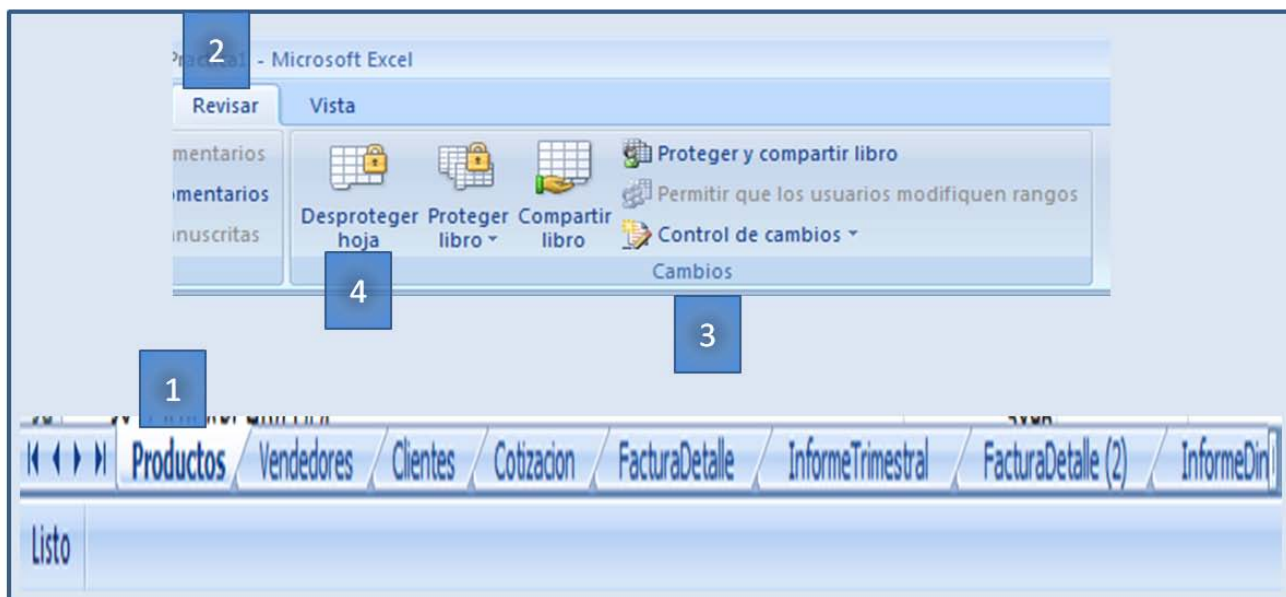 2
- Microsoft Excel
Revisar Vista
mentarios
omentarios
nuscritas
Desproteger hoja
Proteger libro
Compartir libro
Proteger y compartir libro
Permitir que los usuarios modifiquen rangos
Control de cambios
Cambios
4
3
1
Productos Vendedores Clientes Cotizacion FacturaDetalle InformeTrimestral FacturaDetalle (2) InformeDin
Listo